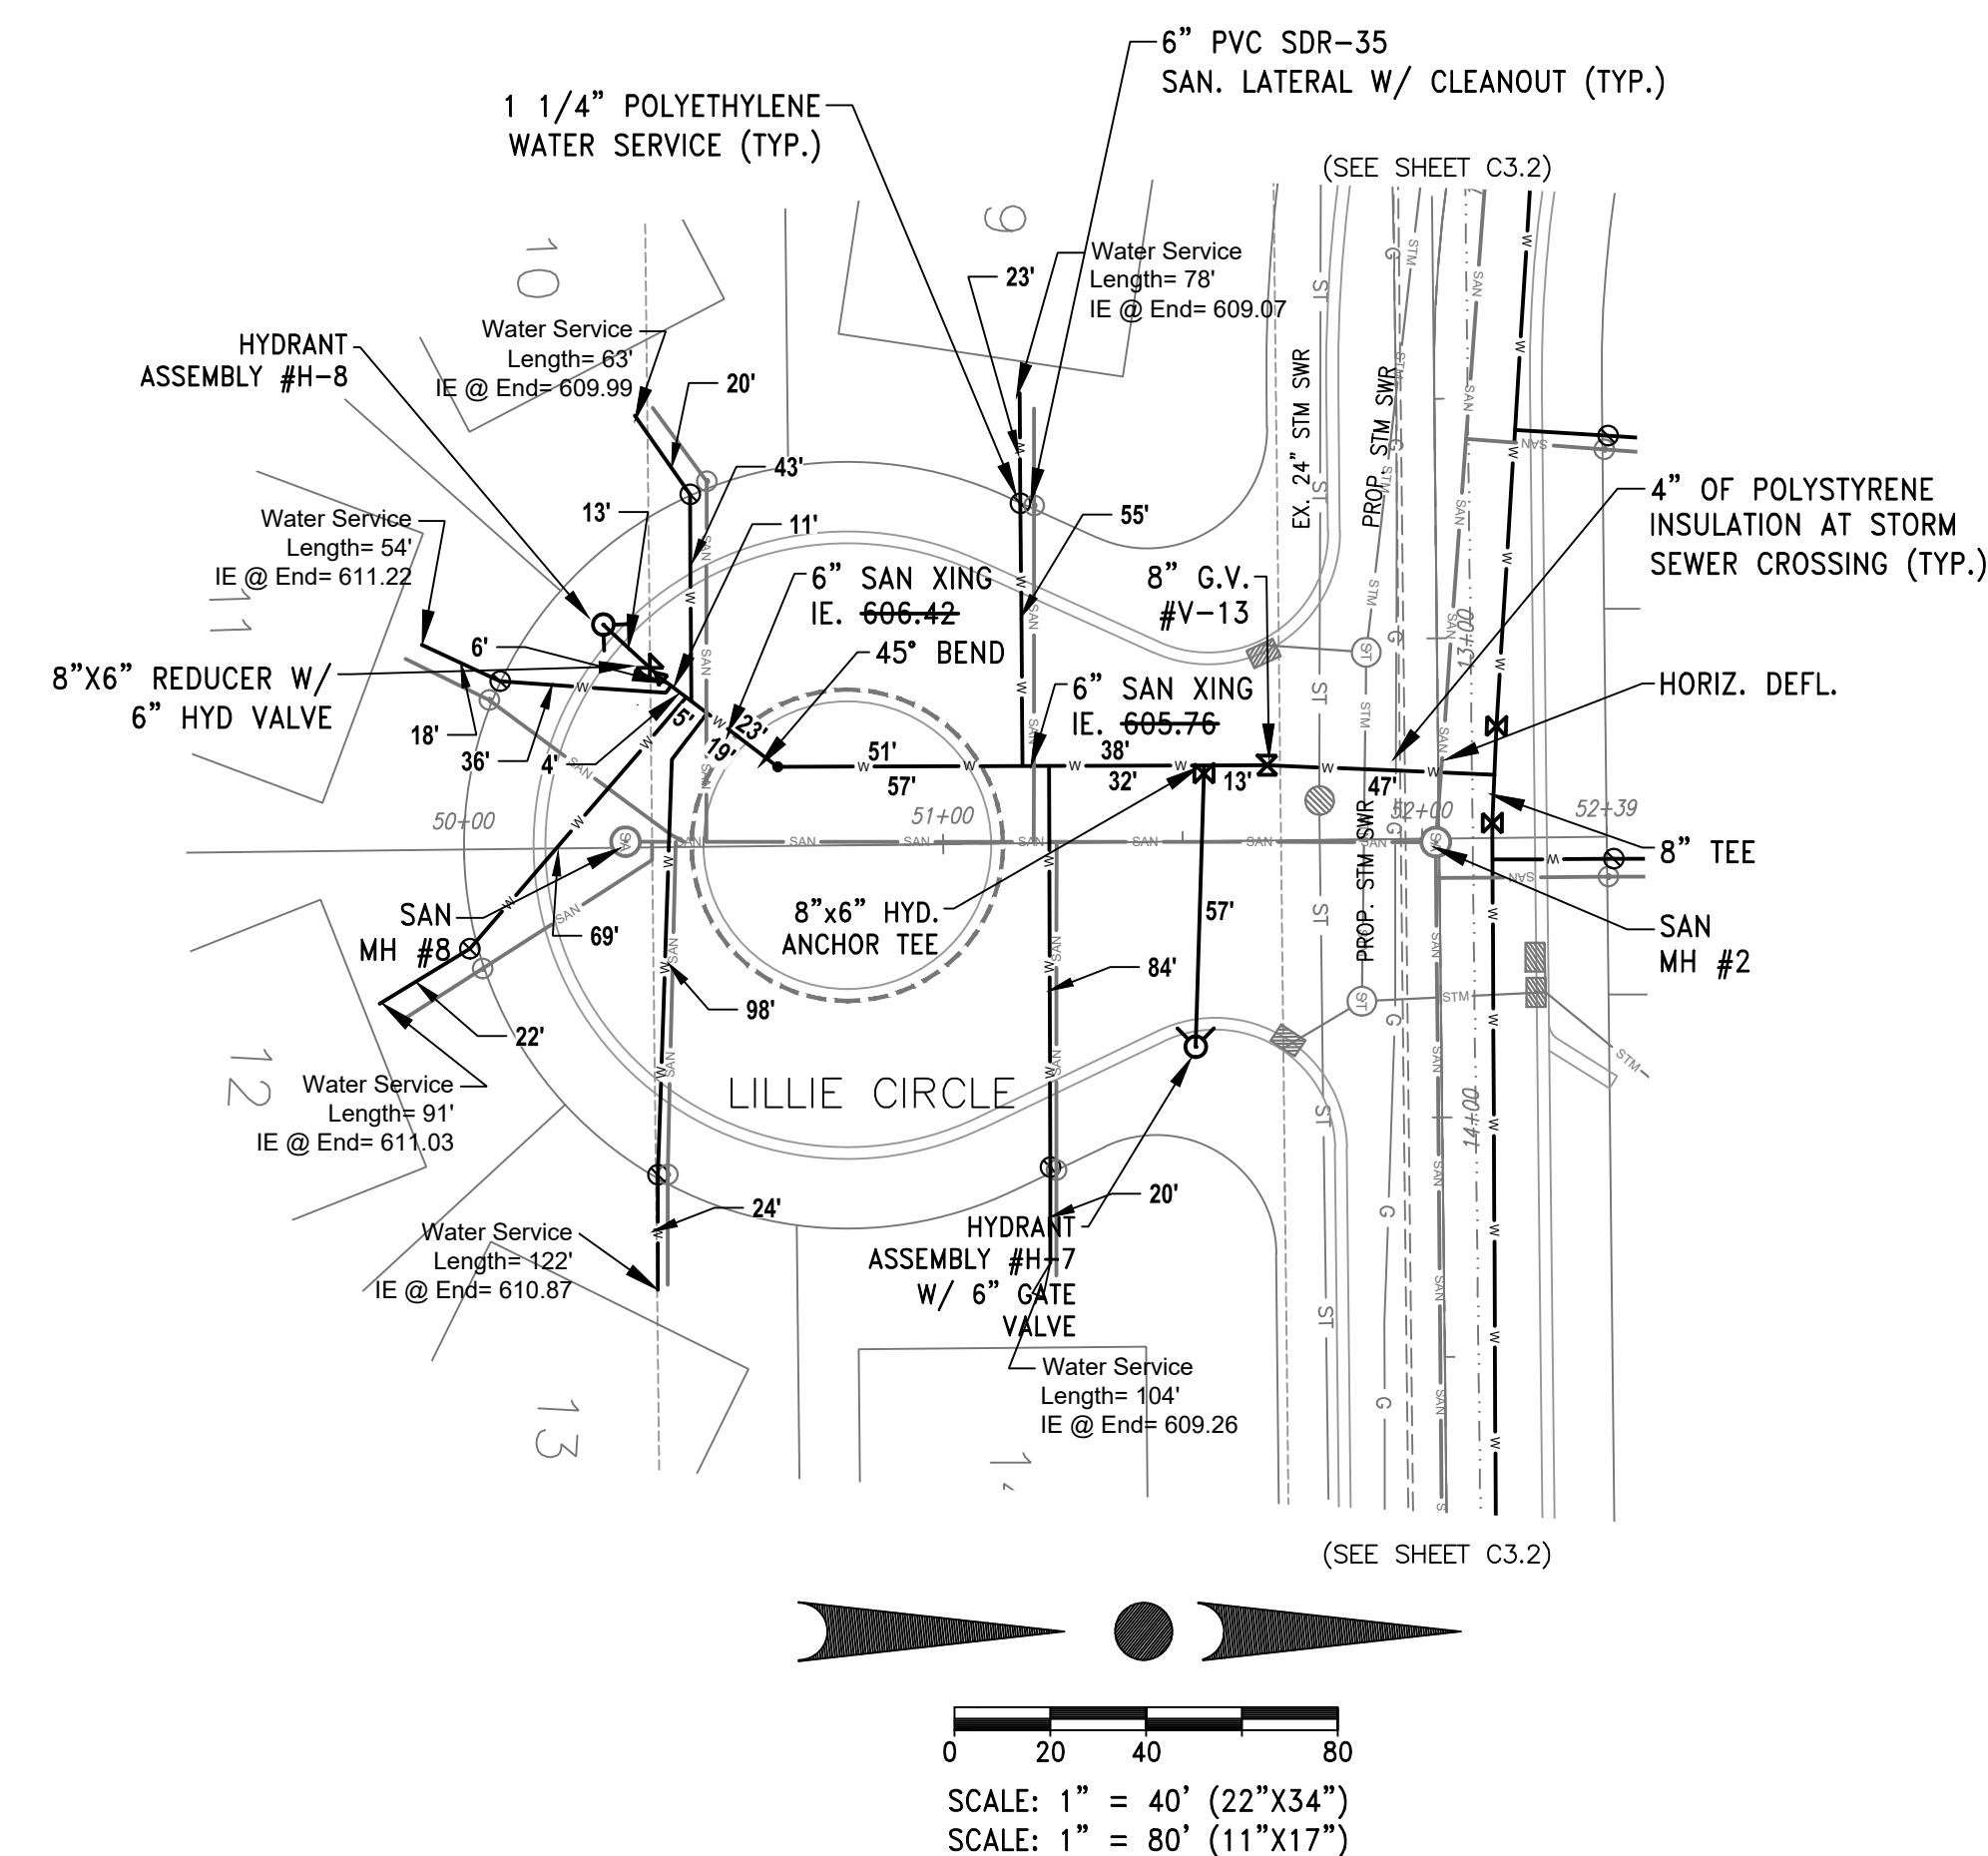 6” PVC SDR-35
SAN. LATERAL W/ CLEANOUT (TYP.)
1 1/4” POLYETHYLENE
WATER SERVICE (TYP.)
(SEE SHEET C3.2)
9
10
Water Service
Length= 78'
IE @ End= 609.07
23'
Water Service
Length= 63'
IE @ End= 609.99
HYDRANT
ASSEMBLY #H-8
20'
43'
13'
11'
55'
EX. 24" STM SWR
PROP. STM SWR
4” OF POLYSTYRENE
INSULATION AT STORM
SEWER CROSSING (TYP.)
Water Service
Length= 54'
IE @ End= 611.22
11
6” SAN XING
IE. 606.42
45° BEND
8” G.V.
#V-13
13+00
6'
8”X6” REDUCER W/
6” HYD VALVE
6” SAN XING
IE. 605.76
HORIZ. DEFL.
18'
36'
4'
5'
23'
19'
51'
57'
38'
32'
13'
47'
50+00
51+00
52+00
52+39
8” TEE
PROP. STM SWR
SAN
MH #8
69'
8”x6” HYD.
ANCHOR TEE
57'
SAN
MH #2
84'
98'
22'
12
Water Service
Length= 91'
IE @ End= 611.03
LILLIE CIRCLE
14+00
24'
20'
Water Service
Length= 122'
IE @ End= 610.87
HYDRANT
ASSEMBLY #H-7
W/ 6” GATE
VALVE
Water Service
Length= 104'
IE @ End= 609.26
13
SAN
W
ST
STM
G
(SEE SHEET C3.2)
0 20 40 80
SCALE: 1” = 40’ (22”X34”)
SCALE: 1” = 80’ (11”X17”)